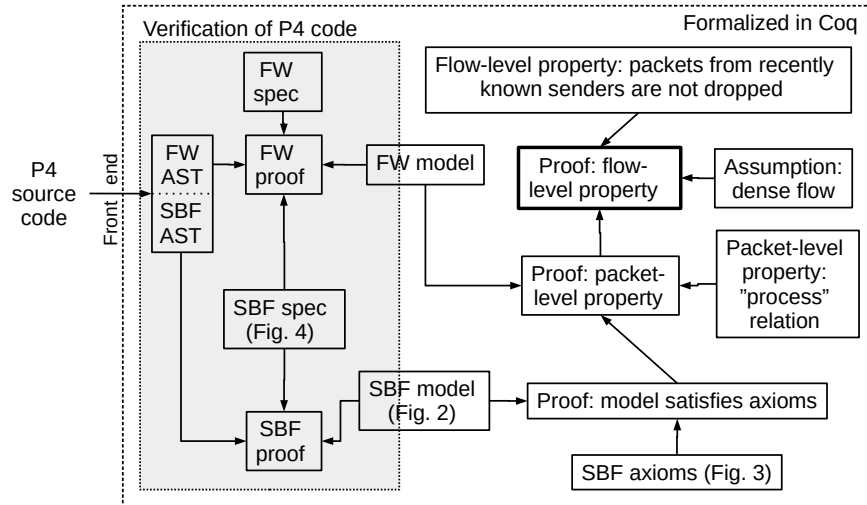 Formalized in Coq
Verification of P4 code
FW
spec
Flow-level property: packets from recently
known senders are not dropped
P4
source
code
Front end
FW
AST
SBF
AST
FW
proof
FW model
Proof: flow-
level property
Assumption:
dense flow
SBF spec
(Fig. 4)
Proof: packet-
level property
Packet-level
property:
”process”
relation
SBF model
(Fig. 2)
Proof: model satisfies axioms
SBF
proof
SBF axioms (Fig. 3)